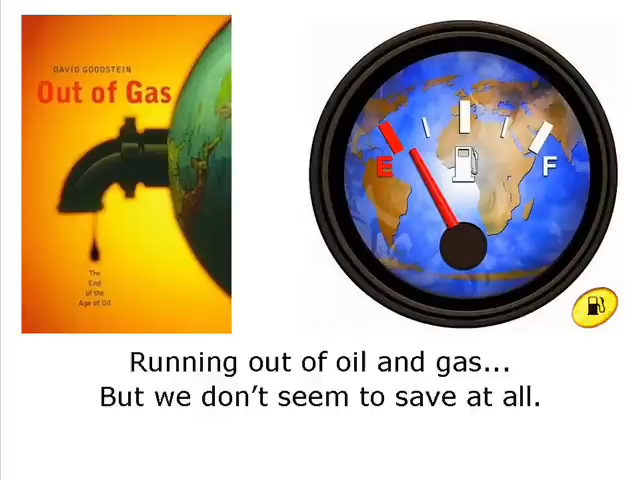 DAVID GOODSTEIN
Out of Gas
The
End
of the
Age of Oil
E
F
Running out of oil and gas...
But we don't seem to save at all.